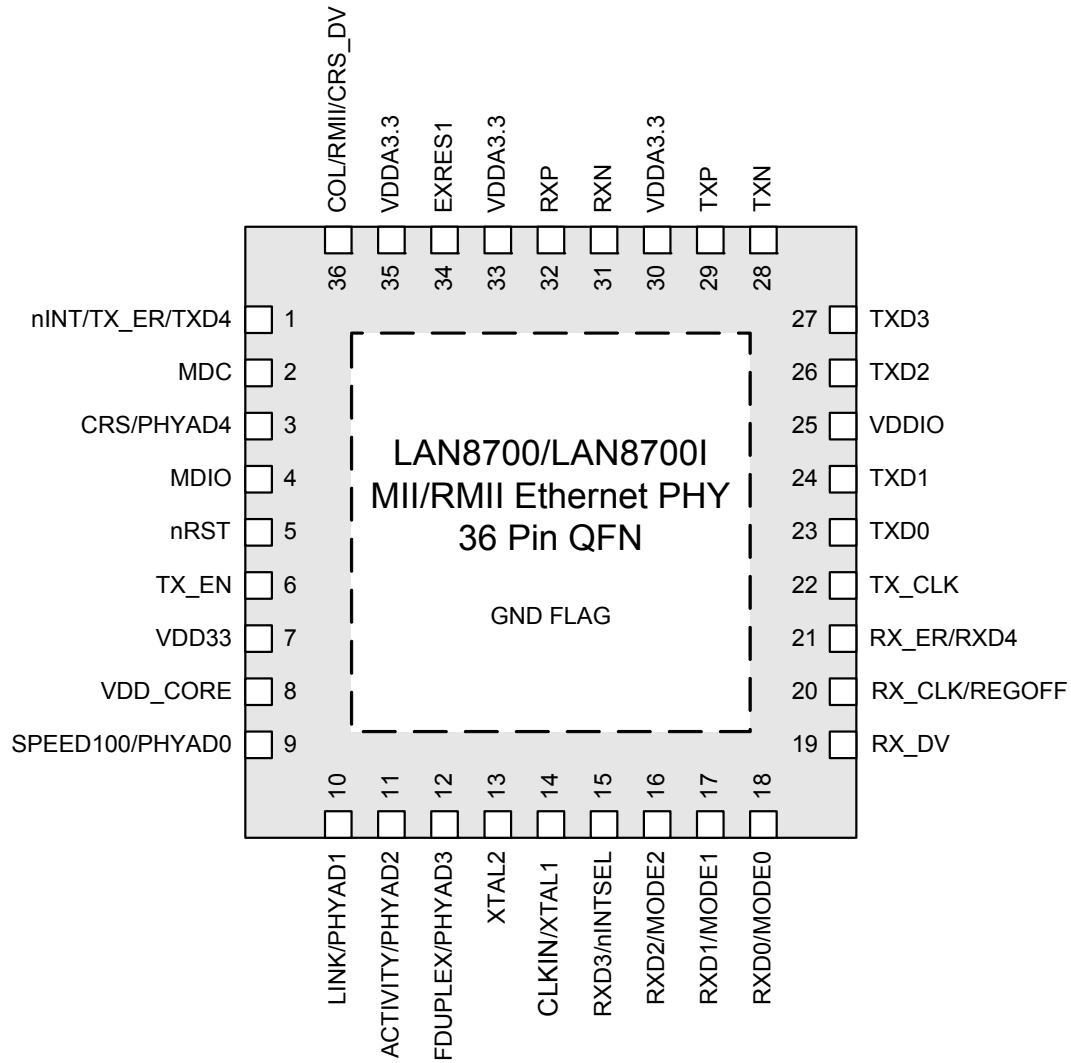 COL/RMII/CRS_DV
VDDA3.3
EXRES1
VDDA3.3
RXP
RXN
VDDA3.3
TXP
TXN
36
35
34
33
32
31
30
29
28
nINT/TX_ER/TXD4 1
MDC 2
CRS/PHYAD4 3
MDIO 4
nRST 5
TX_EN 6
VDD33 7
VDD_CORE 8
SPEED100/PHYAD0 9
LAN8700/LAN8700I
MII/RMII Ethernet PHY
36 Pin QFN
GND FLAG
27 TXD3
26 TXD2
25 VDDIO
24 TXD1
23 TXD0
22 TX_CLK
21 RX_ER/RXD4
20 RX_CLK/REGOFF
19 RX_DV
10
11
12
13
14
15
16
17
18
LINK/PHYAD1
ACTIVITY/PHYAD2
FDUPLEX/PHYAD3
XTAL2
CLKIN/XTAL1
RXD3/nINTSEL
RXD2/MODE2
RXD1/MODE1
RXD0/MODE0